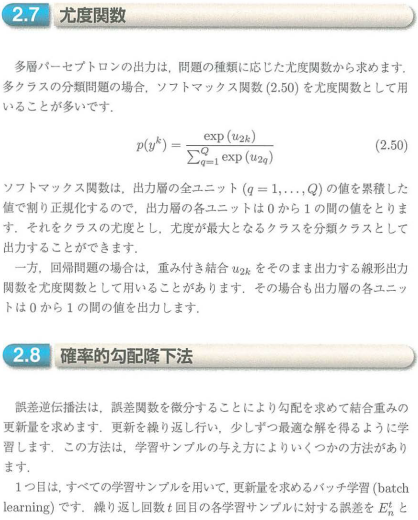 2.7 尤度関数
多層パーセプトロンの出力は，問題の種類に応じた尤度関数から求めます．
多クラスの分類問題の場合，ソフトマックス関数 (2.50) を尤度関数として用
いることが多いです．
p(y^k) = exp (u_{2k}) / ∑_{q=1}^{Q} exp (u_{2q}) (2.50)
ソフトマックス関数は，出力層の全ユニット (q = 1, . . . , Q) の値を累積した
値で割り正規化するので，出力層の各ユニットは 0 から 1 の間の値をとりま
す．それをクラスの尤度とし，尤度が最大となるクラスを分類クラスとして
出力することができます．
一方，回帰問題の場合は，重み付き結合 u_{2k} をそのまま出力する線形出力
関数を尤度関数として用いることがあります．その場合も出力層の各ユニッ
トは 0 から 1 の間の値を出力します．
2.8 確率的勾配降下法
誤差逆伝播法は，誤差関数を微分することにより勾配を求めて結合重みの
更新量を求めます．更新を繰り返し行い，少しずつ最適な解を得るように学
習します．この方法は，学習サンプルの与え方によりいくつかの方法があり
ます．
1 つ目は，すべての学習サンプルを用いて，更新量を求めるバッチ学習 (batch
learning) です．繰り返し回数 t 回目の各学習サンプルに対する誤差を E_n^t と